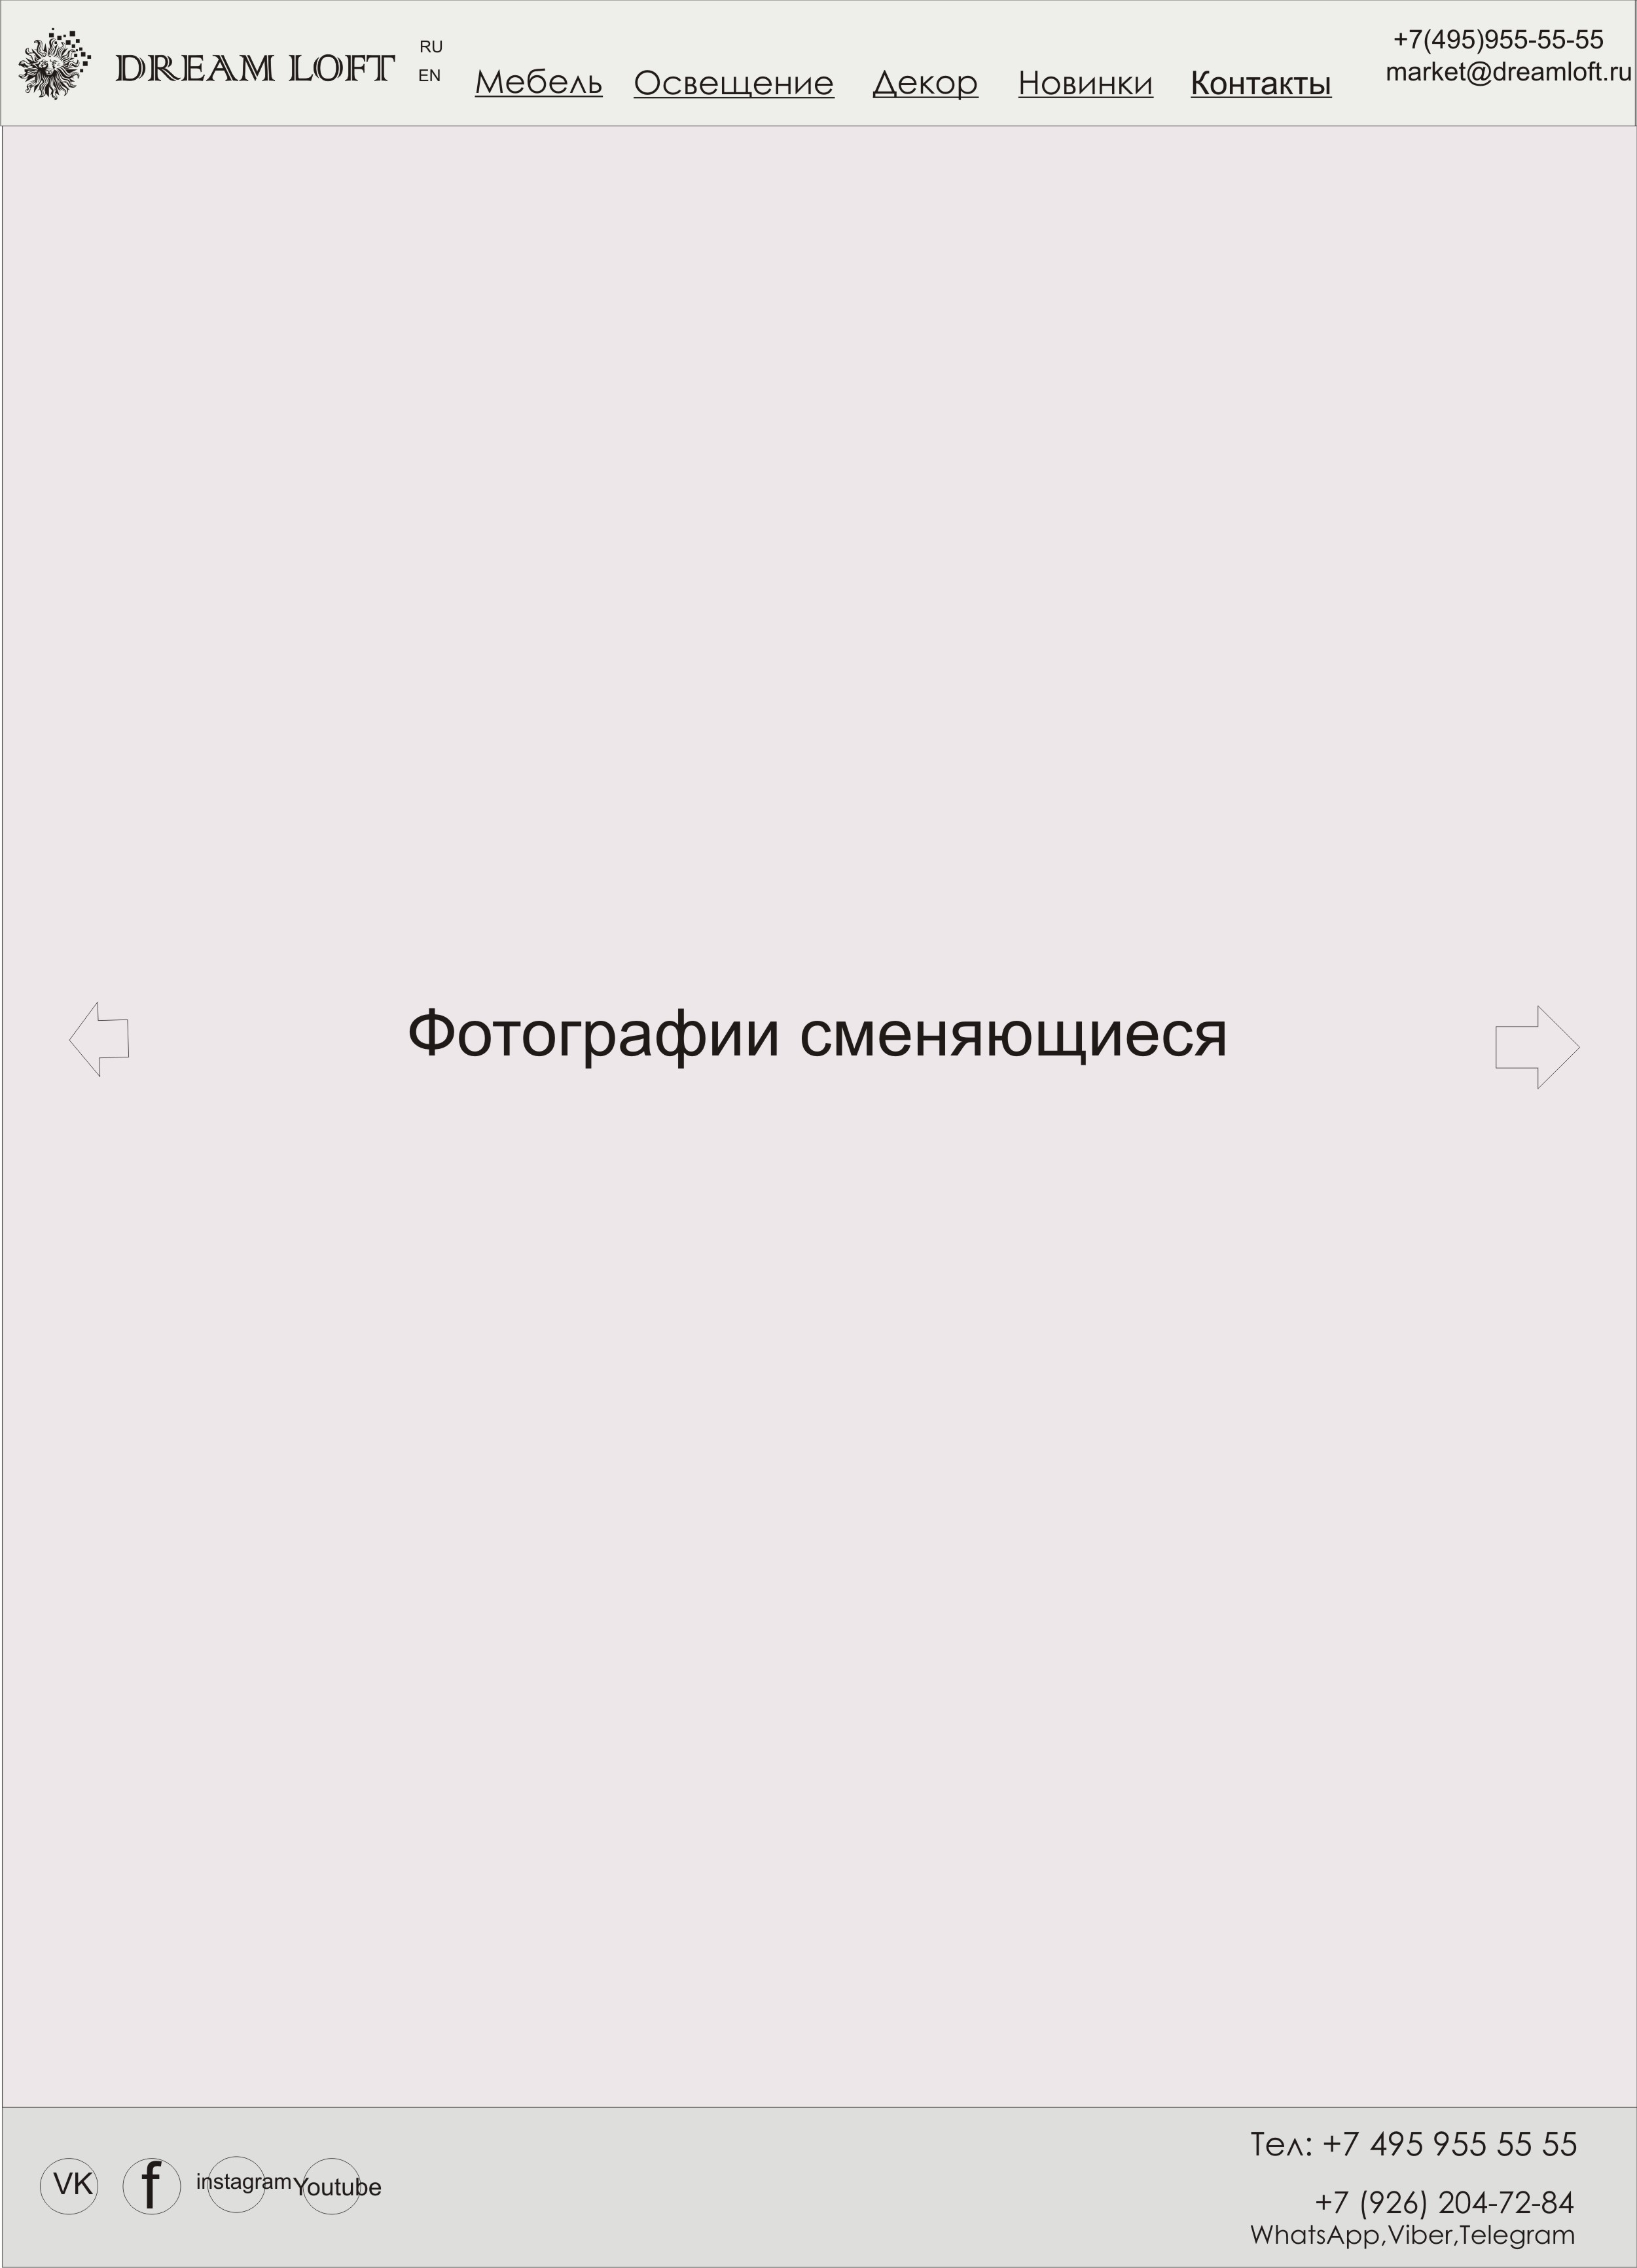 DREAM LOFT
RU
EN
Мебель
Освещение
Декор
Новинки
Контакты
+7(495)955-55-55
market@dreamloft.ru
Фотографии сменяющиеся
VK
f
instagram
Youtube
Тел: +7 495 955 55 55
+7 (926) 204-72-84
WhatsApp,Viber,Telegram